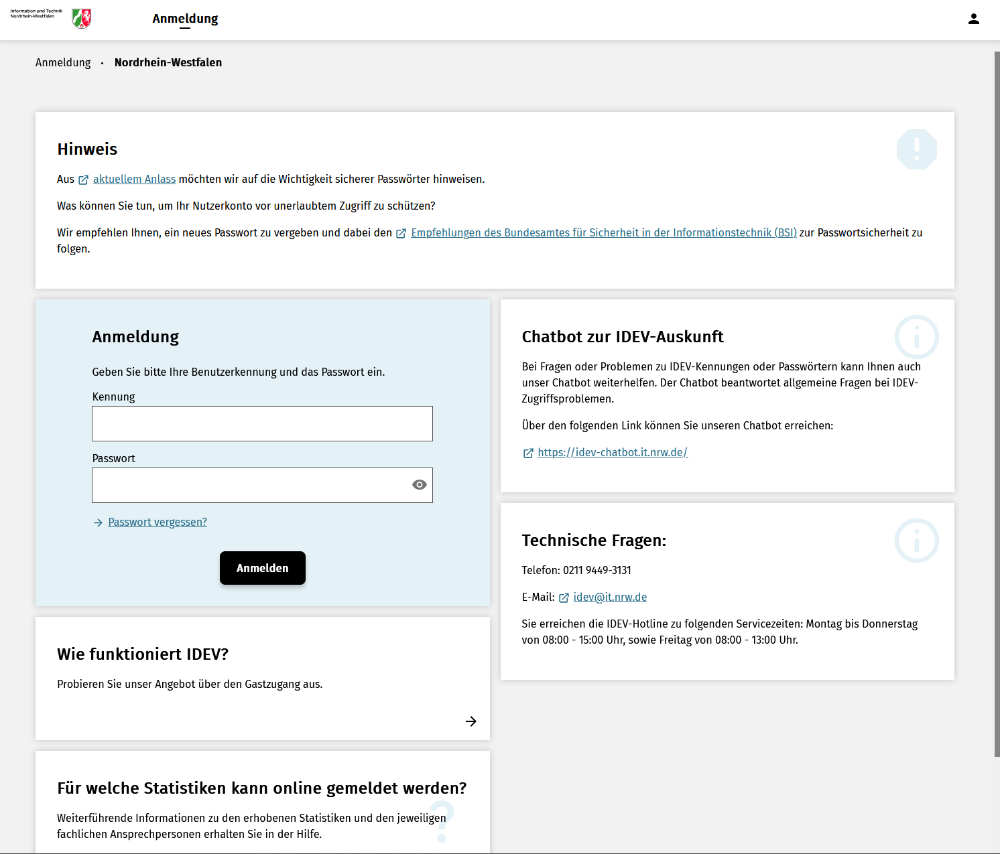 Information und Technik
Nordrhein-Westfalen
Anmeldung
Anmeldung • Nordrhein-Westfalen
Hinweis
Aus aktuellem Anlass möchten wir auf die Wichtigkeit sicherer Passwörter hinweisen.
Was können Sie tun, um Ihr Nutzerkonto vor unerlaubtem Zugriff zu schützen?
Wir empfehlen Ihnen, ein neues Passwort zu vergeben und dabei den Empfehlungen des Bundesamtes für Sicherheit in der Informationstechnik (BSI) zur Passwortsicherheit zu
folgen.
Anmeldung
Geben Sie bitte Ihre Benutzerkennung und das Passwort ein.
Kennung
Passwort
Passwort vergessen?
Anmelden
Chatbot zur IDEV-Auskunft
Bei Fragen oder Problemen zu IDEV-Kennungen oder Passwörtern kann Ihnen auch
unser Chatbot weiterhelfen. Der Chatbot beantwortet allgemeine Fragen bei IDEV-
Zugriffsproblemen.
Über den folgenden Link können Sie unseren Chatbot erreichen:
https://idev-chatbot.it.nrw.de/
Technische Fragen:
Telefon: 0211 9449-3131
E-Mail: idev@it.nrw.de
Sie erreichen die IDEV-Hotline zu folgenden Servicezeiten: Montag bis Donnerstag
von 08:00 - 15:00 Uhr, sowie Freitag von 08:00 - 13:00 Uhr.
Wie funktioniert IDEV?
Probieren Sie unser Angebot über den Gastzugang aus.
Für welche Statistiken kann online gemeldet werden?
Weiterführende Informationen zu den erhobenen Statistiken und den jeweiligen
fachlichen Ansprechpersonen erhalten Sie in der Hilfe.